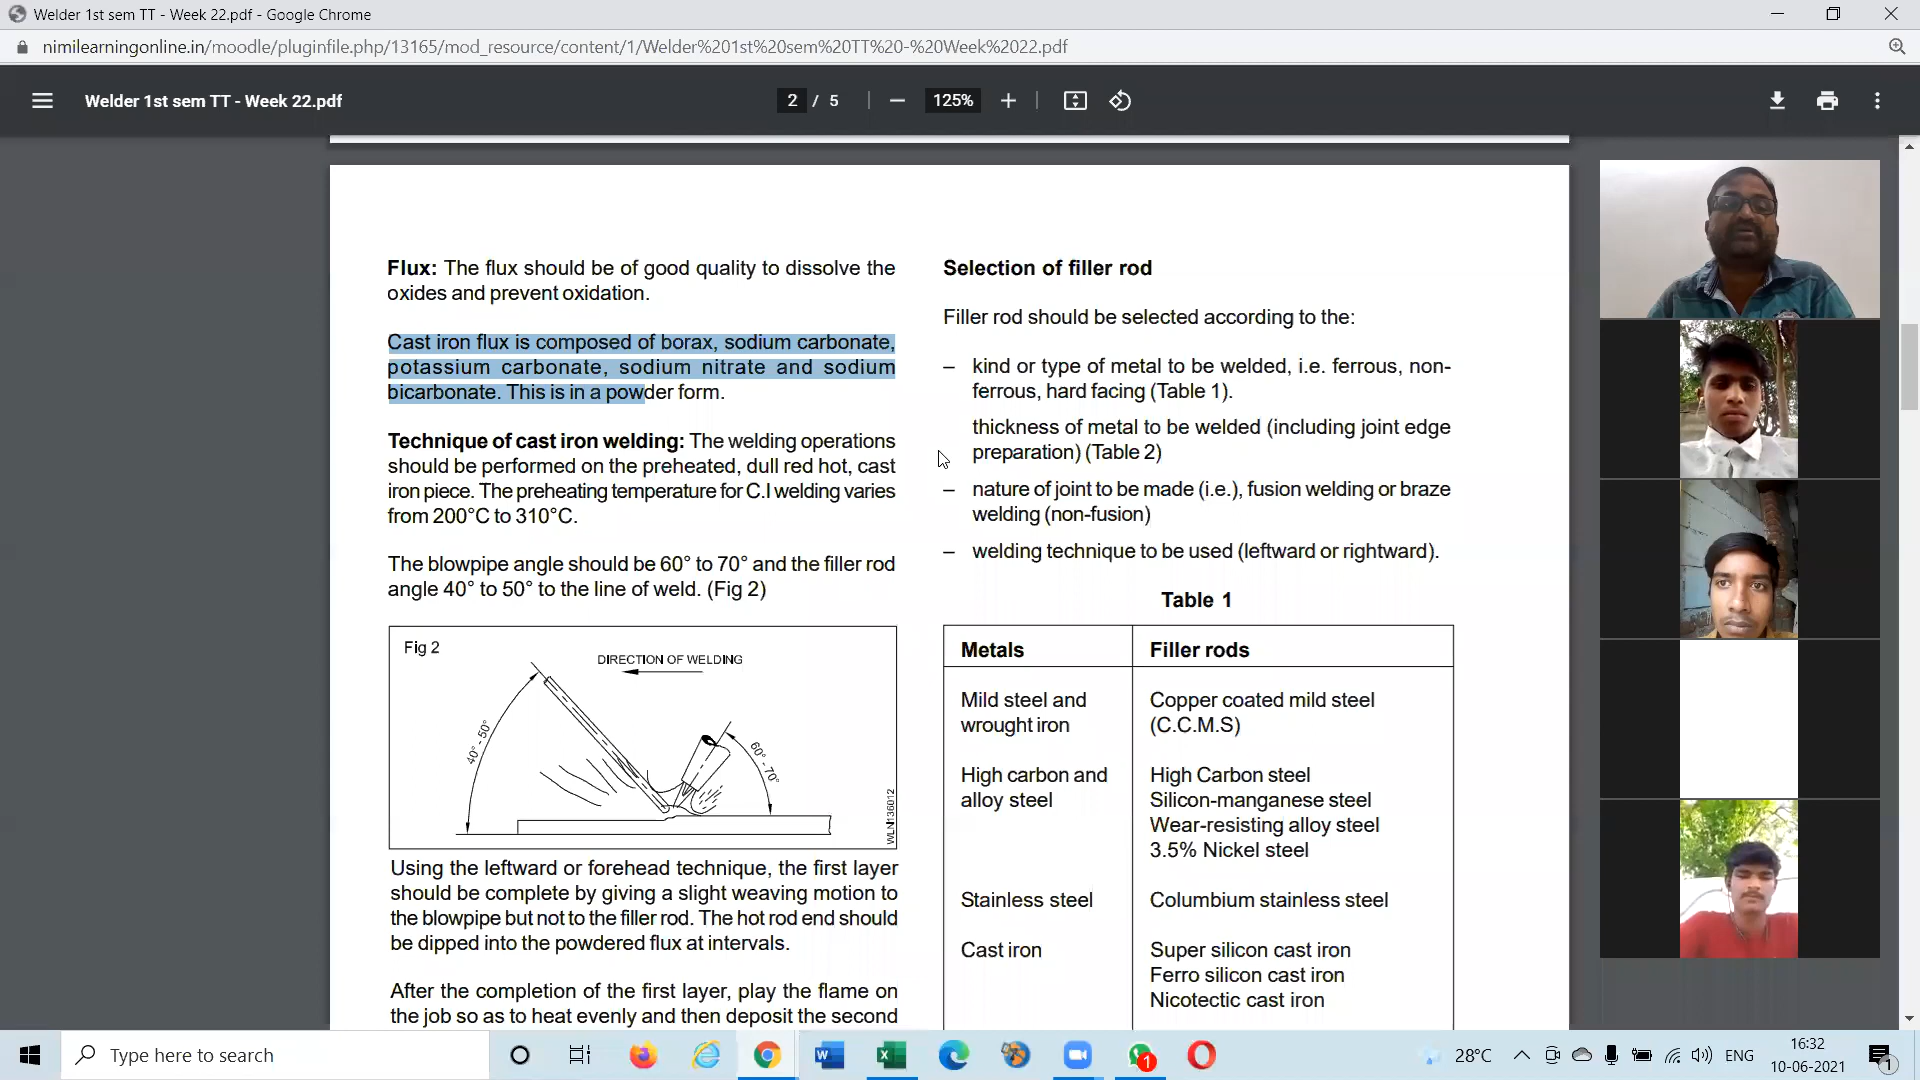 Welder 1st sem TT - Week 22.pdf - Google Chrome
nimilearningonline.in/moodle/pluginfile.php/13165/mod_resource/content/1/Welder%201st%20sem%20TT%20-%20Week%2022.pdf
Welder 1st sem TT - Week 22.pdf
2 / 5
125%
Flux: The flux should be of good quality to dissolve the
oxides and prevent oxidation.
Cast iron flux is composed of borax, sodium carbonate,
potassium carbonate, sodium nitrate and sodium
bicarbonate. This is in a powder form.
Technique of cast iron welding: The welding operations
should be performed on the preheated, dull red hot, cast
iron piece. The preheating temperature for C.I welding varies
from 200°C to 310°C.
The blowpipe angle should be 60° to 70° and the filler rod
angle 40° to 50° to the line of weld. (Fig 2)
Fig 2
DIRECTION OF WELDING
40° - 50°
60° - 70°
WLN136012
Using the leftward or forehead technique, the first layer
should be complete by giving a slight weaving motion to
the blowpipe but not to the filler rod. The hot rod end should
be dipped into the powdered flux at intervals.
After the completion of the first layer, play the flame on
the job so as to heat evenly and then deposit the second
Selection of filler rod
Filler rod should be selected according to the:
– kind or type of metal to be welded, i.e. ferrous, non-
ferrous, hard facing (Table 1).
thickness of metal to be welded (including joint edge
preparation) (Table 2)
– nature of joint to be made (i.e.), fusion welding or braze
welding (non-fusion)
– welding technique to be used (leftward or rightward).
Table 1
Metals Filler rods
Mild steel and Copper coated mild steel
wrought iron (C.C.M.S)
High carbon and High Carbon steel
alloy steel Silicon-manganese steel
Wear-resisting alloy steel
3.5% Nickel steel
Stainless steel Columbium stainless steel
Cast iron Super silicon cast iron
Ferro silicon cast iron
Nicotectic cast iron
Type here to search
1
28°C
ENG
16:32
10-06-2021
1